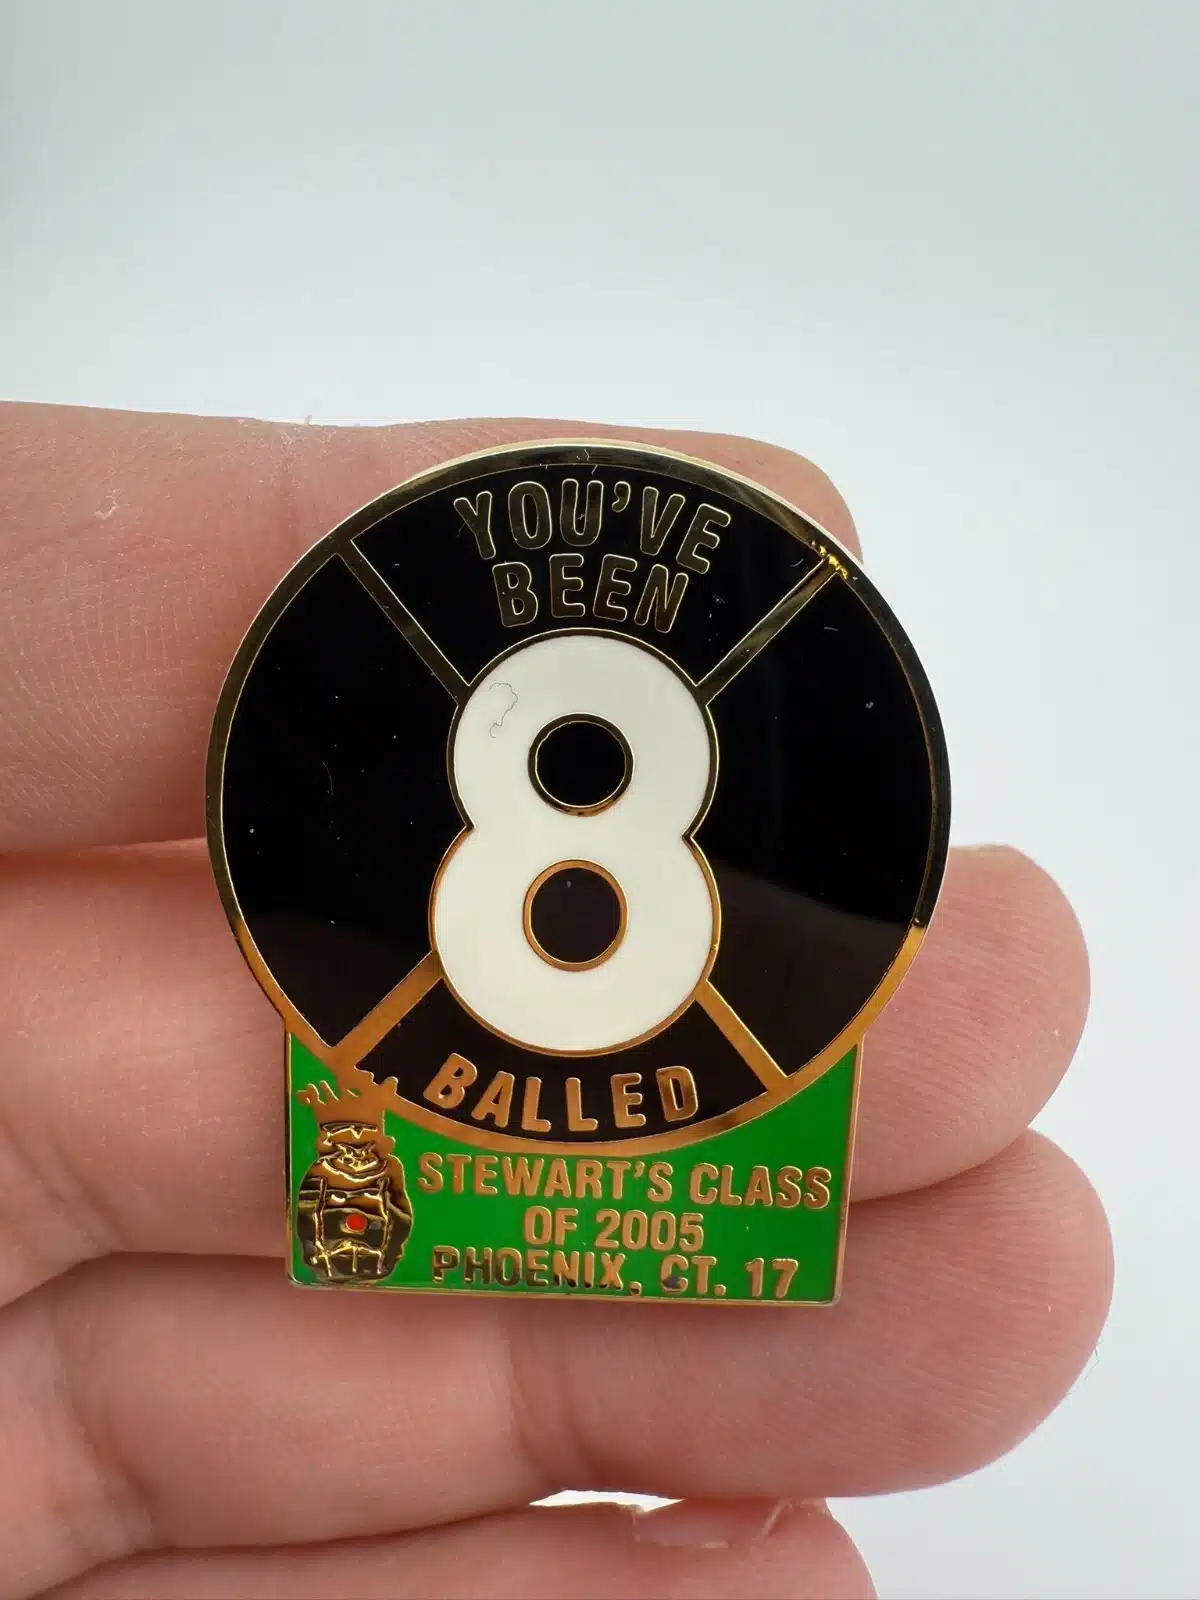 YOU'VE
BEEN
8
BALLED
STEWART'S CLASS
OF 2005
PHOENIX, CT. 17